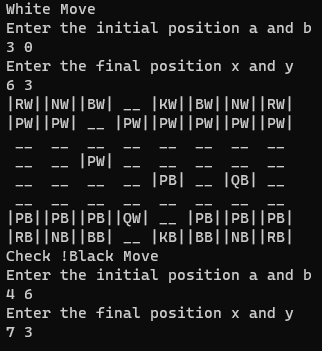 White Move
Enter the initial position a and b
3 0
Enter the final position x and y
6 3
|RW||NW||BW| __ |KW||BW||NW||RW|
|PW||PW| __ |PW||PW||PW||PW||PW|
 __  __  __  __  __  __  __  __
 __  __ |PW| __  __  __  __  __
 __  __  __  __ |PB| __ |QB| __
 __  __  __  __  __  __  __  __
|PB||PB||PB||QW| __ |PB||PB||PB|
|RB||NB||BB| __ |KB||BB||NB||RB|
Check !Black Move
Enter the initial position a and b
4 6
Enter the final position x and y
7 3